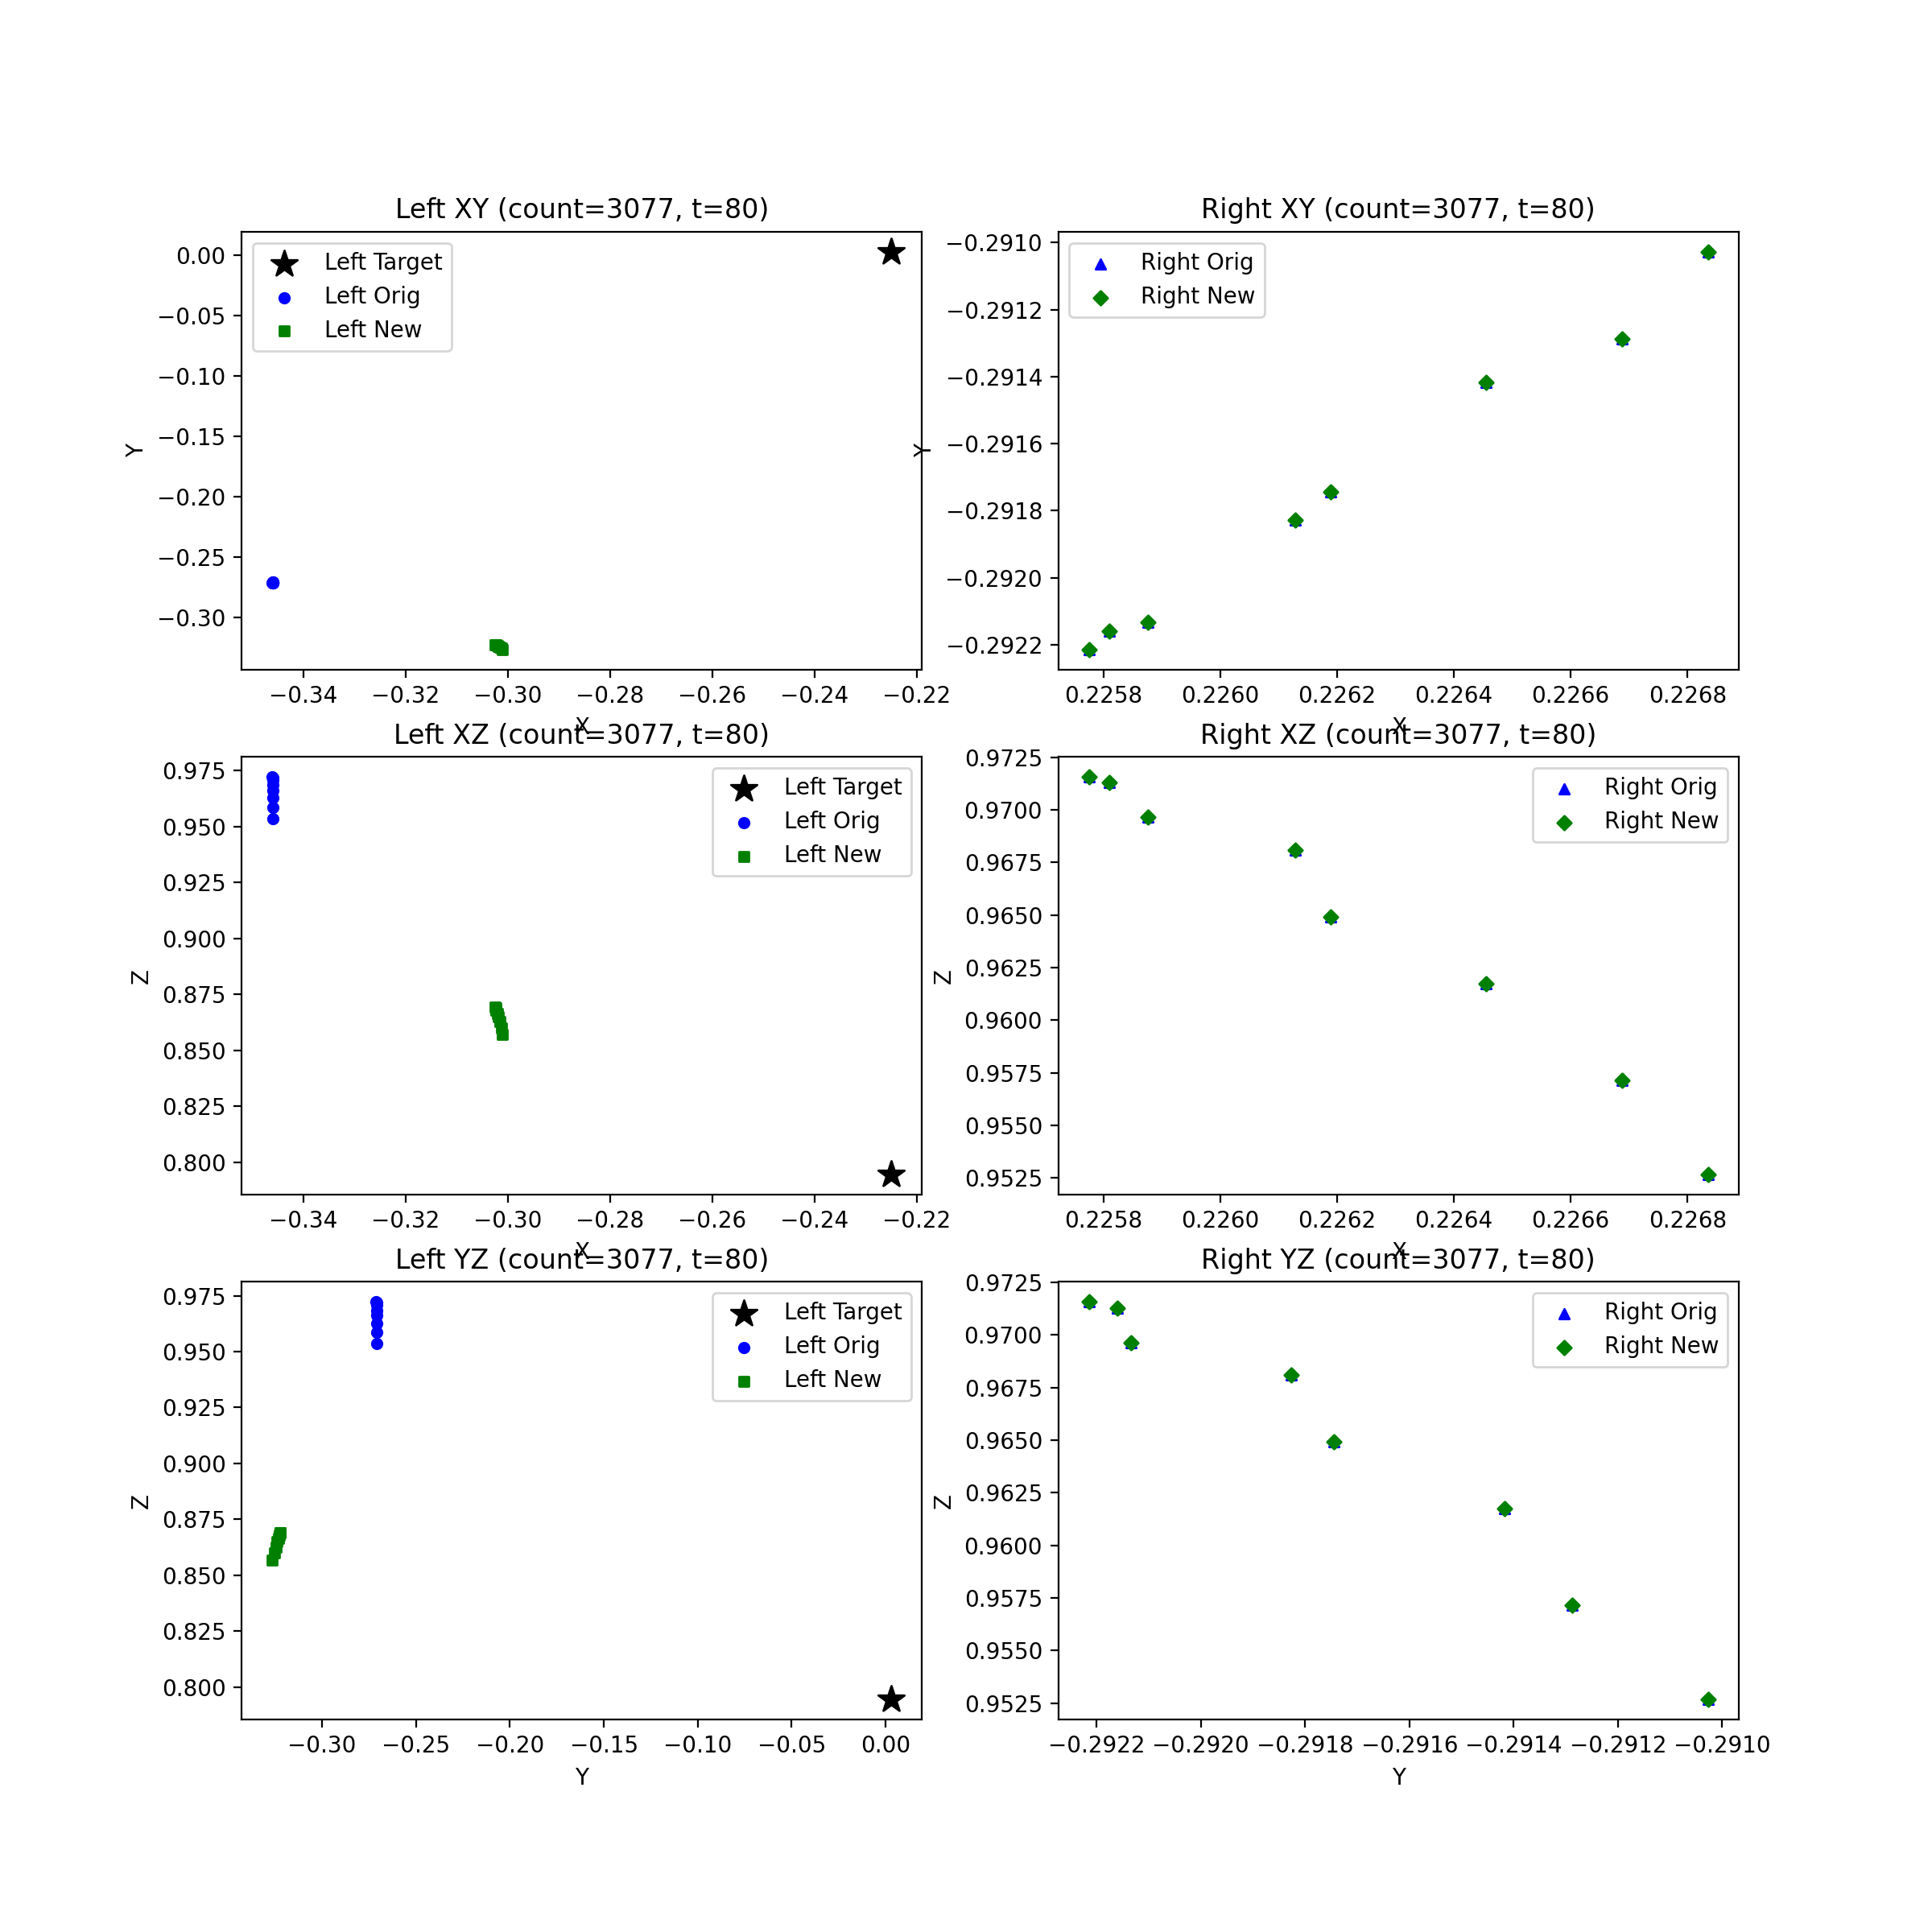 Left XY (count=3077, t=80)
Left Target
Left Orig
Left New
0.00
−0.05
−0.10
−0.15
−0.20
−0.25
−0.30
Y
−0.34
−0.32
−0.30
−0.28
−0.26
−0.24
−0.22
X
Right XY (count=3077, t=80)
Right Orig
Right New
−0.2910
−0.2912
−0.2914
−0.2916
−0.2918
−0.2920
−0.2922
Y
0.2258
0.2260
0.2262
0.2264
0.2266
0.2268
X
Left XZ (count=3077, t=80)
Left Target
Left Orig
Left New
0.975
0.950
0.925
0.900
0.875
0.850
0.825
0.800
Z
−0.34
−0.32
−0.30
−0.28
−0.26
−0.24
−0.22
X
Right XZ (count=3077, t=80)
Right Orig
Right New
0.9725
0.9700
0.9675
0.9650
0.9625
0.9600
0.9575
0.9550
0.9525
Z
0.2258
0.2260
0.2262
0.2264
0.2266
0.2268
X
Left YZ (count=3077, t=80)
Left Target
Left Orig
Left New
0.975
0.950
0.925
0.900
0.875
0.850
0.825
0.800
Z
−0.30
−0.25
−0.20
−0.15
−0.10
−0.05
0.00
Y
Right YZ (count=3077, t=80)
Right Orig
Right New
0.9725
0.9700
0.9675
0.9650
0.9625
0.9600
0.9575
0.9550
0.9525
Z
−0.2922
−0.2920
−0.2918
−0.2916
−0.2914
−0.2912
−0.2910
Y